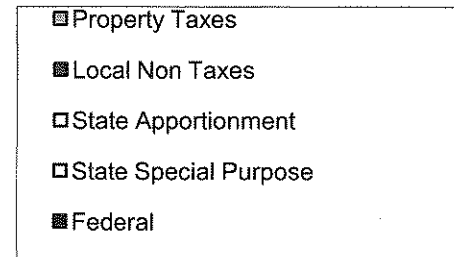 Property Taxes
Local Non Taxes
State Apportionment
State Special Purpose
Federal